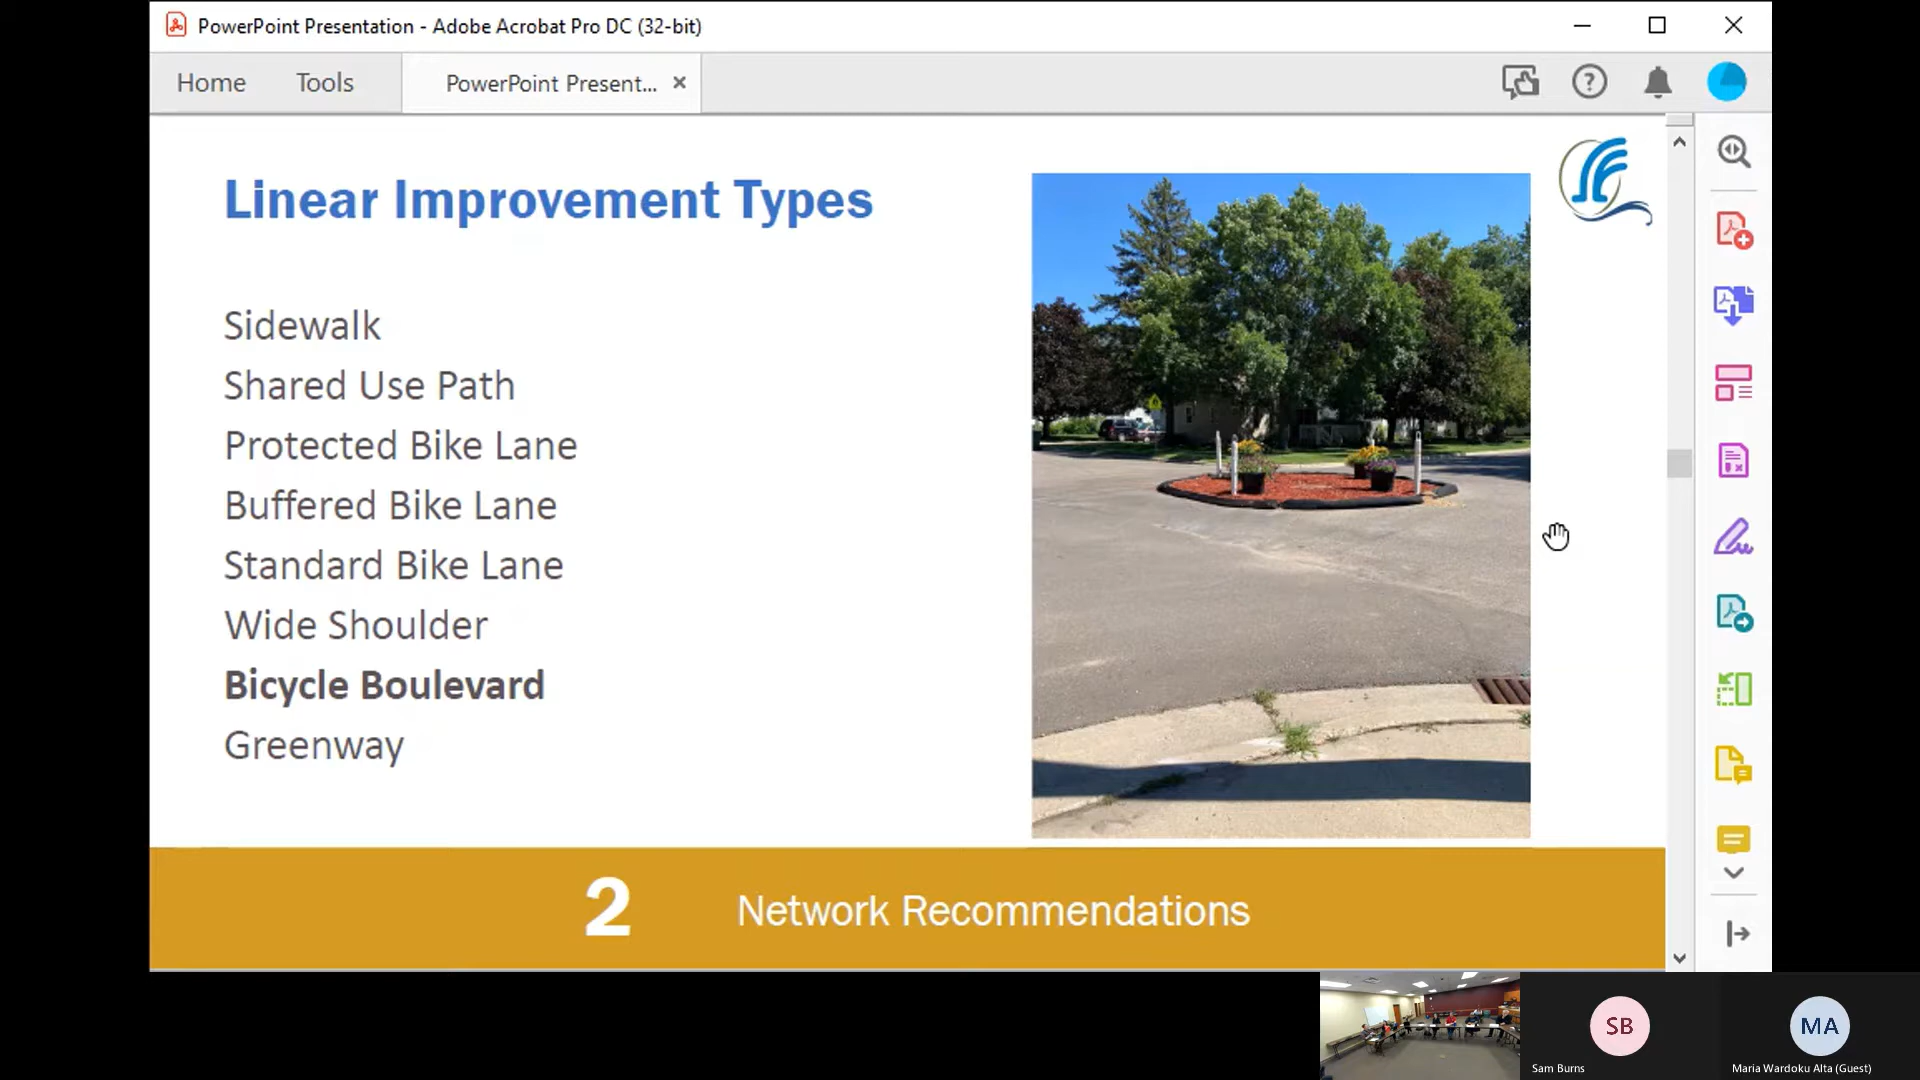 PowerPoint Presentation - Adobe Acrobat Pro DC (32-bit)
Home
Tools
PowerPoint Present...
Linear Improvement Types
Sidewalk
Shared Use Path
Protected Bike Lane
Buffered Bike Lane
Standard Bike Lane
Wide Shoulder
Bicycle Boulevard
Greenway
2 Network Recommendations
SB
Sam Burns
MA
Maria Wardoku Alta (Guest)